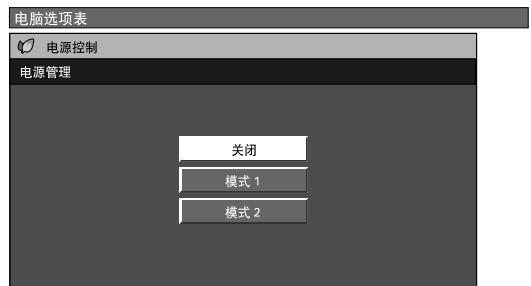 电脑选项表
电源控制
电源管理
关闭
模式 1
模式 2